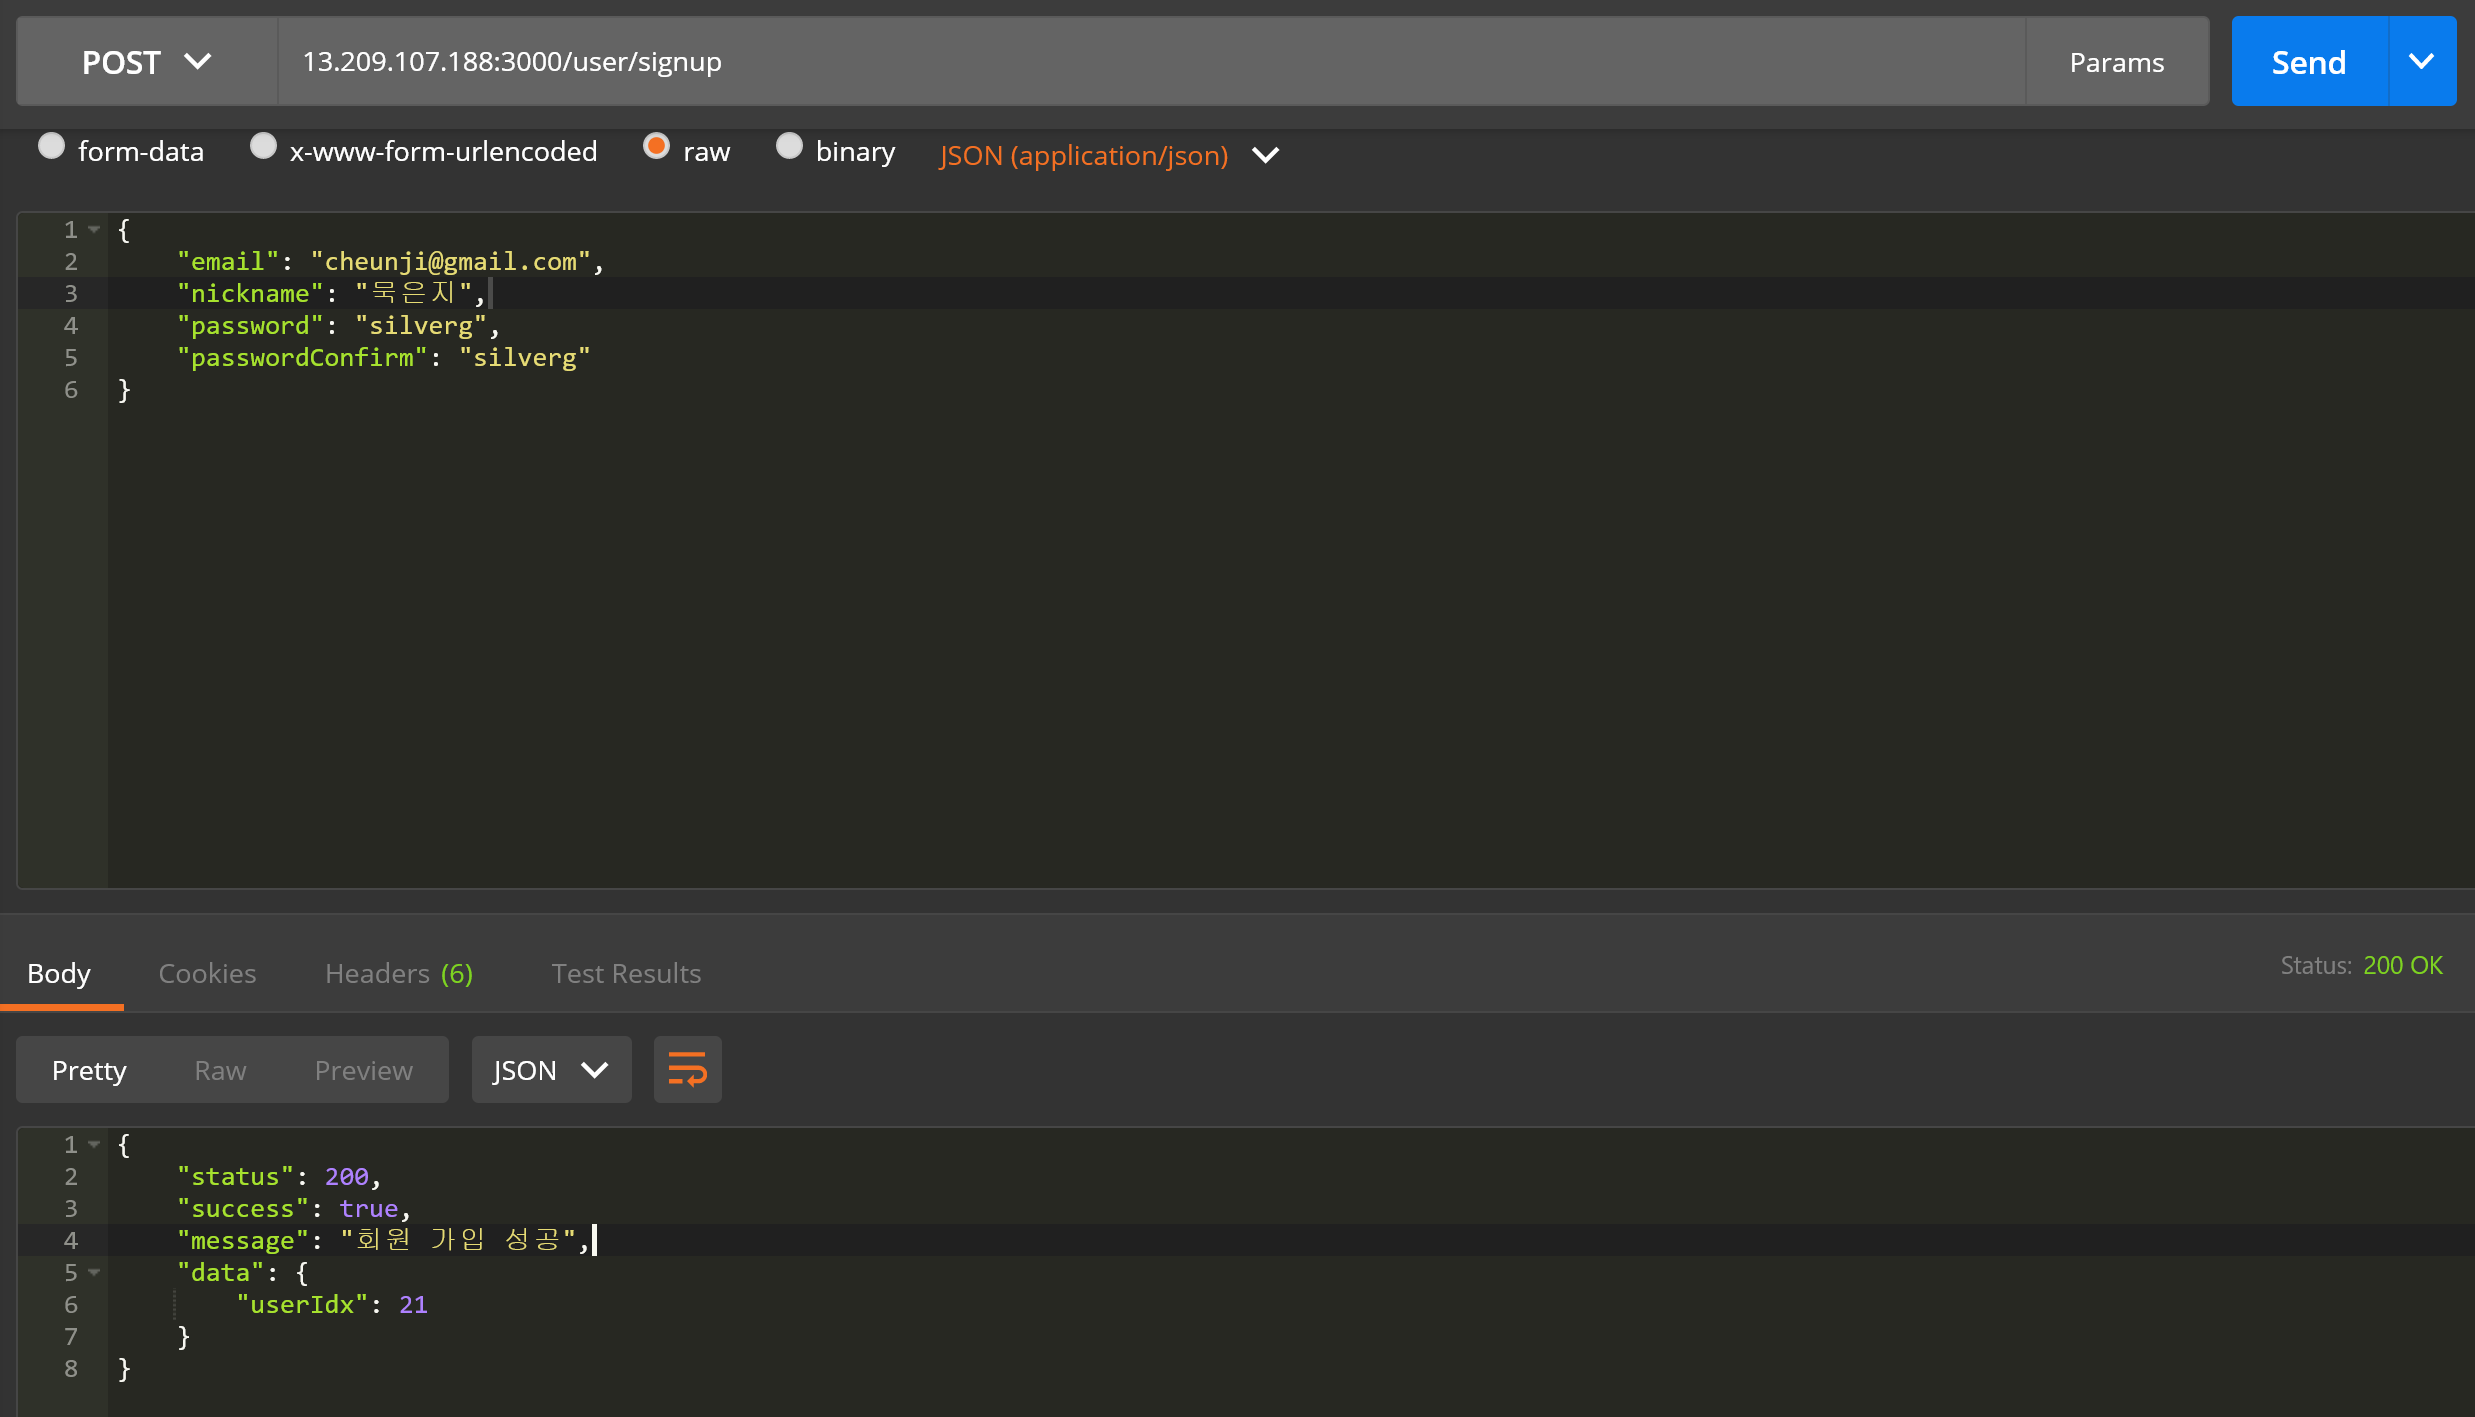 POST 13.209.107.188:3000/user/signup Params Send
form-data x-www-form-urlencoded raw binary JSON (application/json)
1 {
2 "email": "cheunji@gmail.com",
3 "nickname": "묵은지",
4 "password": "silverg",
5 "passwordConfirm": "silverg"
6 }
Body Cookies Headers (6) Test Results Status: 200 OK
Pretty Raw Preview JSON
1 {
2 "status": 200,
3 "success": true,
4 "message": "회원 가입 성공",
5 "data": {
6 "userIdx": 21
7 }
8 }